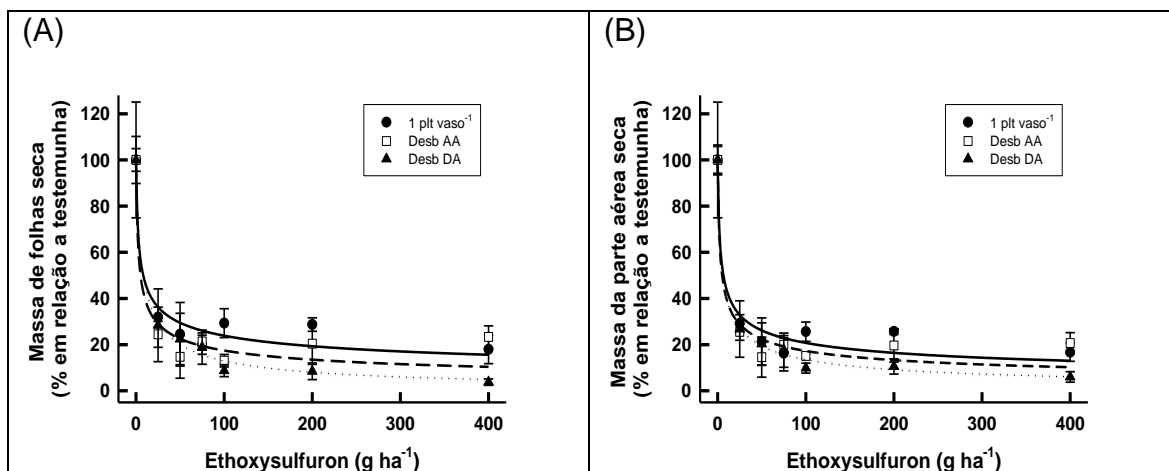 (A)
Massa de folhas seca
(% em relação a testemunha)
120
100
80
60
40
20
0
1 plt vaso⁻¹
Desb AA
Desb DA
0 100 200 300 400
Ethoxysulfuron (g ha⁻¹)
(B)
Massa da parte aérea seca
(% em relação a testemunha)
120
100
80
60
40
20
0
1 plt vaso⁻¹
Desb AA
Desb DA
0 100 200 300 400
Ethoxysulfuron (g ha⁻¹)